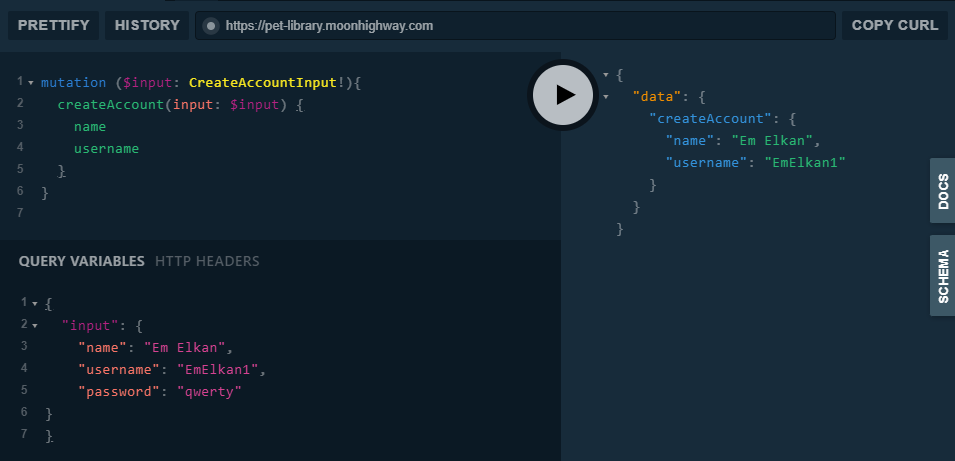 PRETTIFY HISTORY https://pet-library.moonhighway.com COPY CURL
1 mutation ($input: CreateAccountInput!){
2 createAccount(input: $input) {
3 name
4 username
5 }
6 }
7
{
"data": {
"createAccount": {
"name": "Em Elkan",
"username": "EmElkan1"
}
}
}
DOCS
SCHEMA
QUERY VARIABLES HTTP HEADERS
1 {
2 "input": {
3 "name": "Em Elkan",
4 "username": "EmElkan1",
5 "password": "qwerty"
6 }
7 }